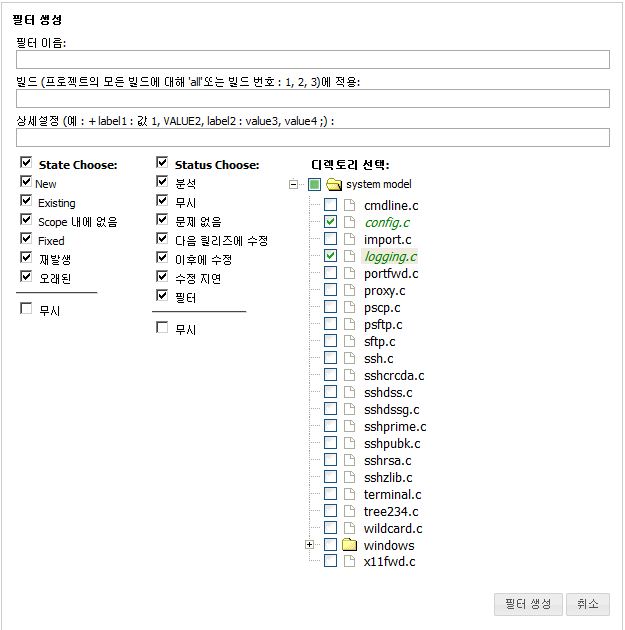 필터 생성
필터 이름:
빌드 (프로젝트의 모든 빌드에 대해 'all'또는 빌드 번호 : 1, 2, 3)에 적용:
상세설정 (예 : +label1 : 값 1, VALUE2, label2 : value3, value4 ;) :
State Choose:
New
Existing
Scope 내에 없음
Fixed
재발생
오래된
무시
Status Choose:
분석
무시
문제 없음
다음 릴리즈에 수정
이후에 수정
수정 지연
필터
무시
디렉토리 선택:
system model
cmdline.c
config.c
import.c
logging.c
portfwd.c
proxy.c
pscp.c
psftp.c
sftp.c
ssh.c
sshcrcda.c
sshdss.c
sshdssg.c
sshprime.c
sshpubk.c
sshrsa.c
sshzlib.c
terminal.c
tree234.c
wildcard.c
windows
x11fwd.c
필터 생성 취소